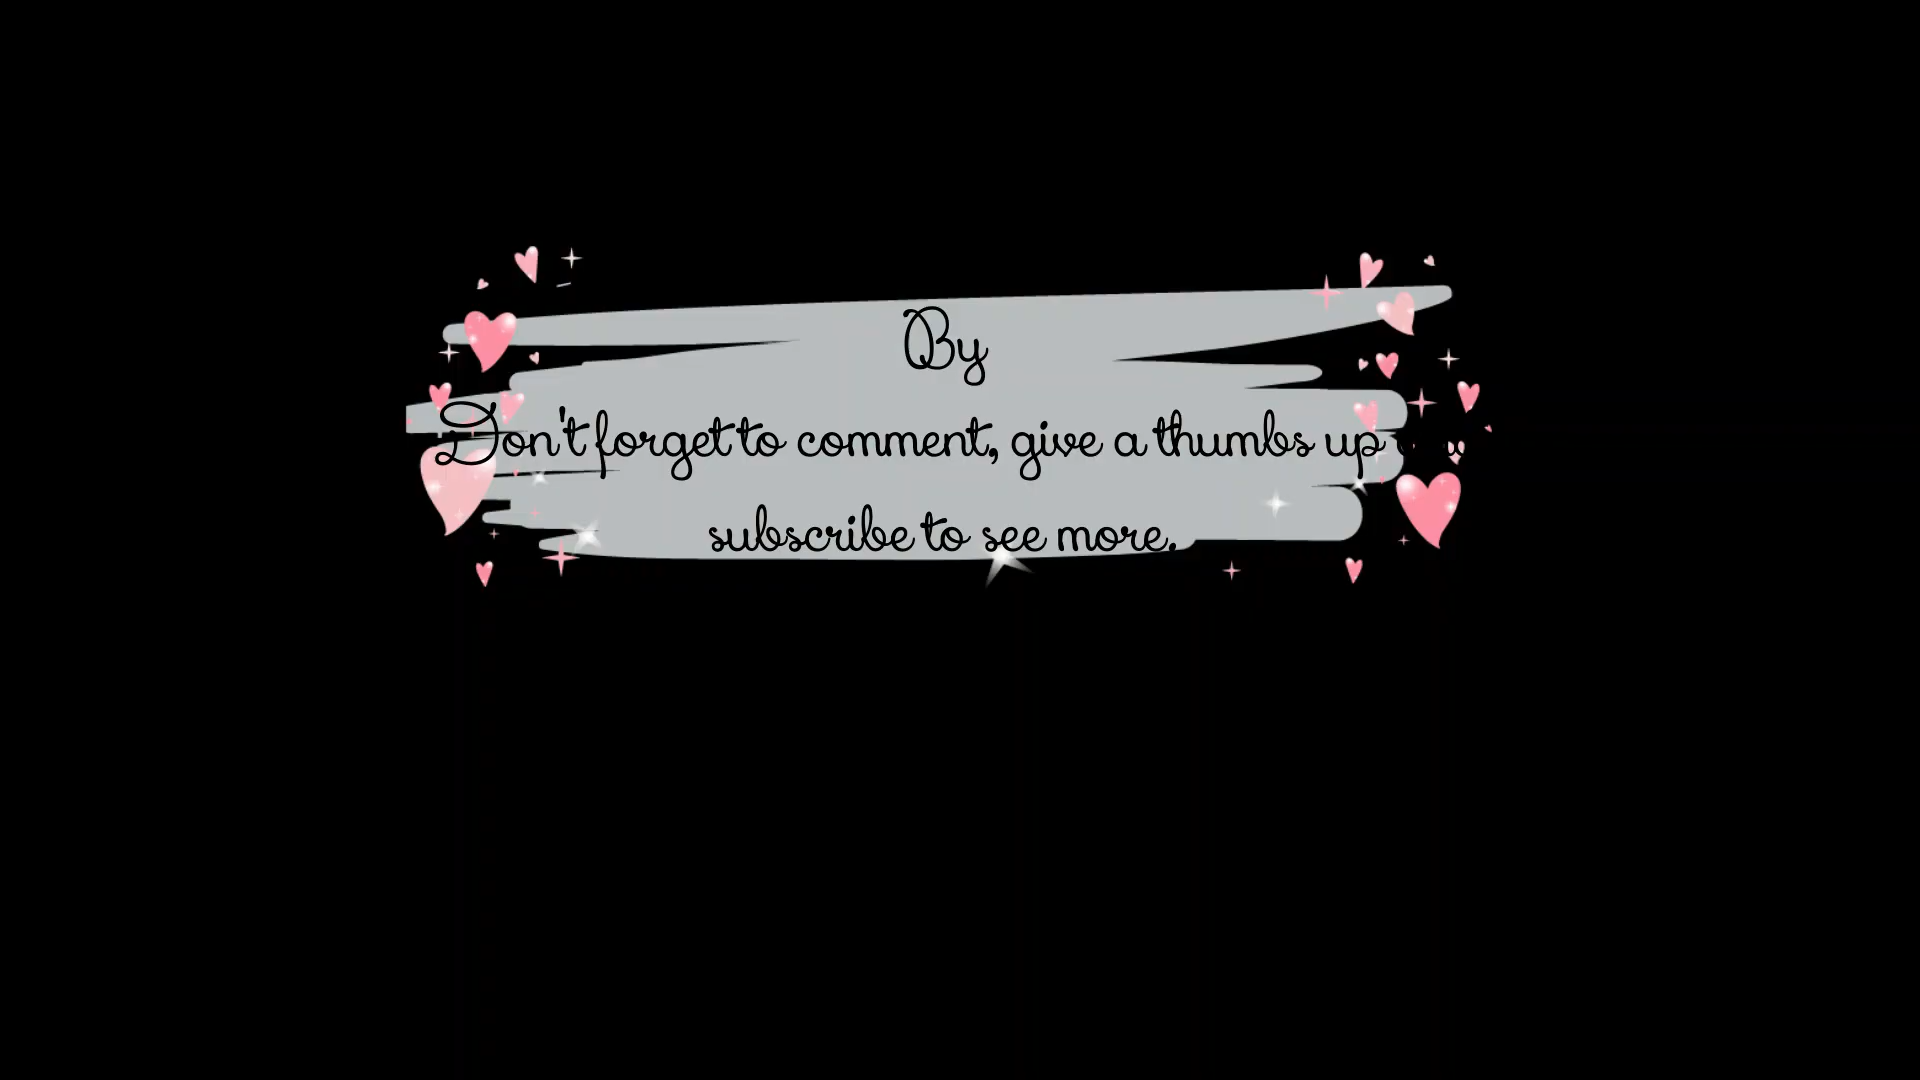 By
Don't forget to comment, give a thumbs up
subscribe to see more.